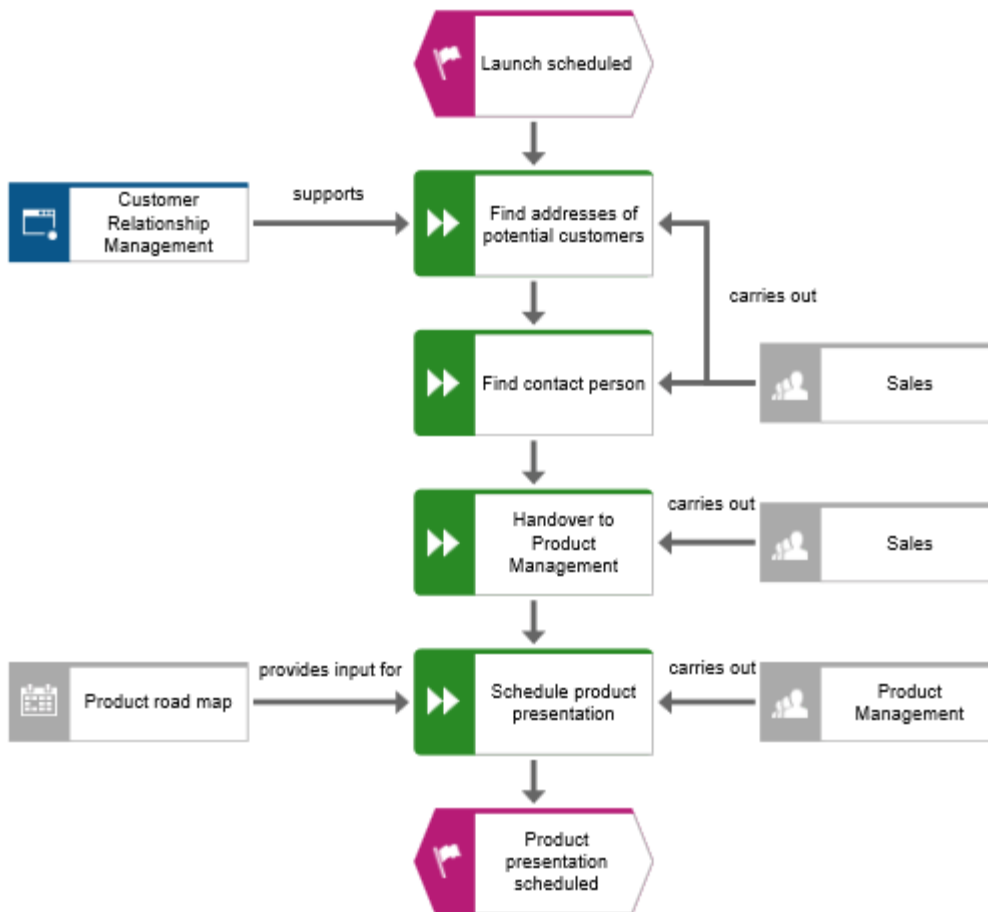 Launch scheduled
supports
Customer
Relationship
Management
Find addresses of
potential customers
carries out
Find contact person
Sales
carries out
Handover to
Product
Management
Sales
provides input for
carries out
Product road map
Schedule product
presentation
Product
Management
Product
presentation
scheduled